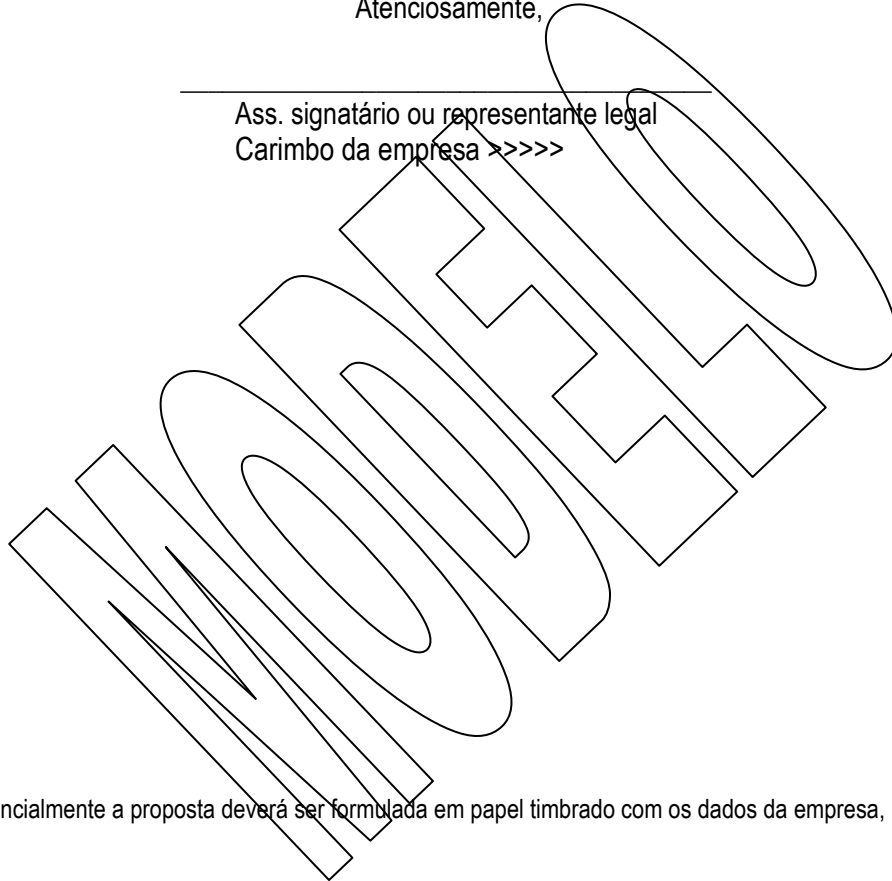 Atenciosamente,
Ass. signatário ou representante legal
Carimbo da empresa >>>>>
MODELO
ncialmente a proposta deverá ser formulada em papel timbrado com os dados da empresa,